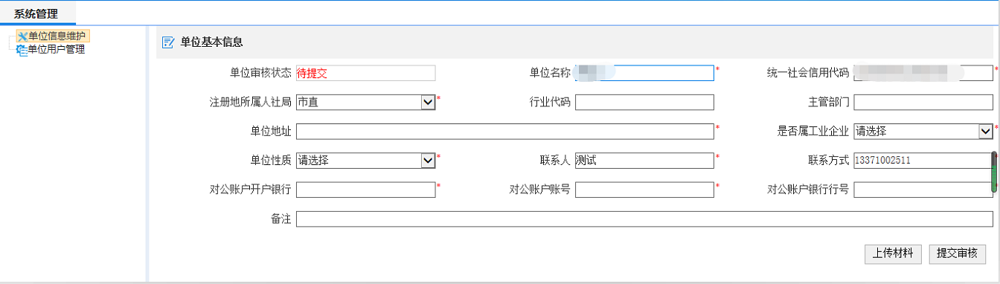 系统管理
单位信息维护
单位用户管理
单位基本信息
单位审核状态 待提交 单位名称 * 统一社会信用代码 *
注册地所属人社局 市直 * 行业代码 主管部门
单位地址 * 是否属工业企业 请选择 *
单位性质 请选择 * 联系人 测试 * 联系方式 13371002511
对公账户开户银行 * 对公账户账号 * 对公账户银行行号 *
备注
上传材料 提交审核